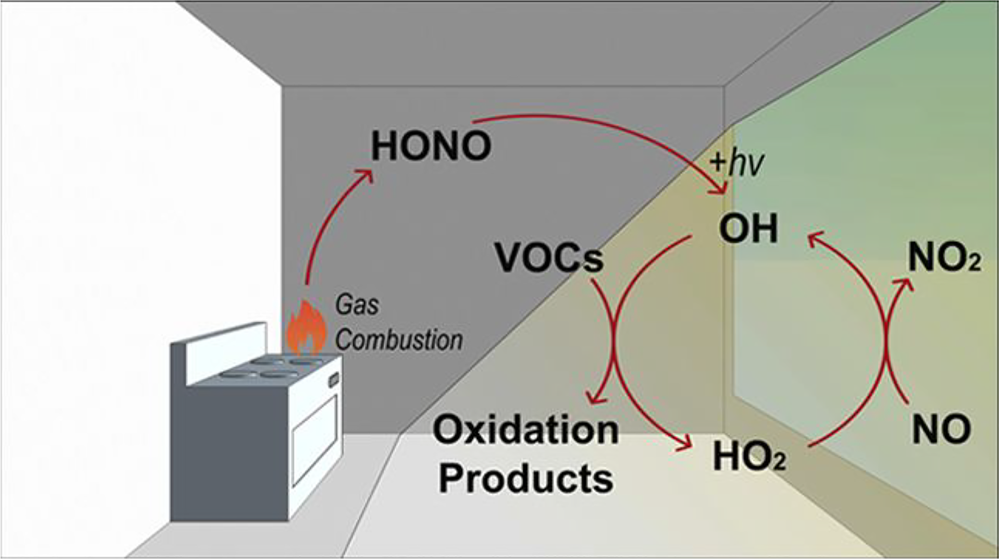 HONO
+hv
OH
VOCs
NO2
Gas
Combustion
Oxidation
Products
HO2
NO